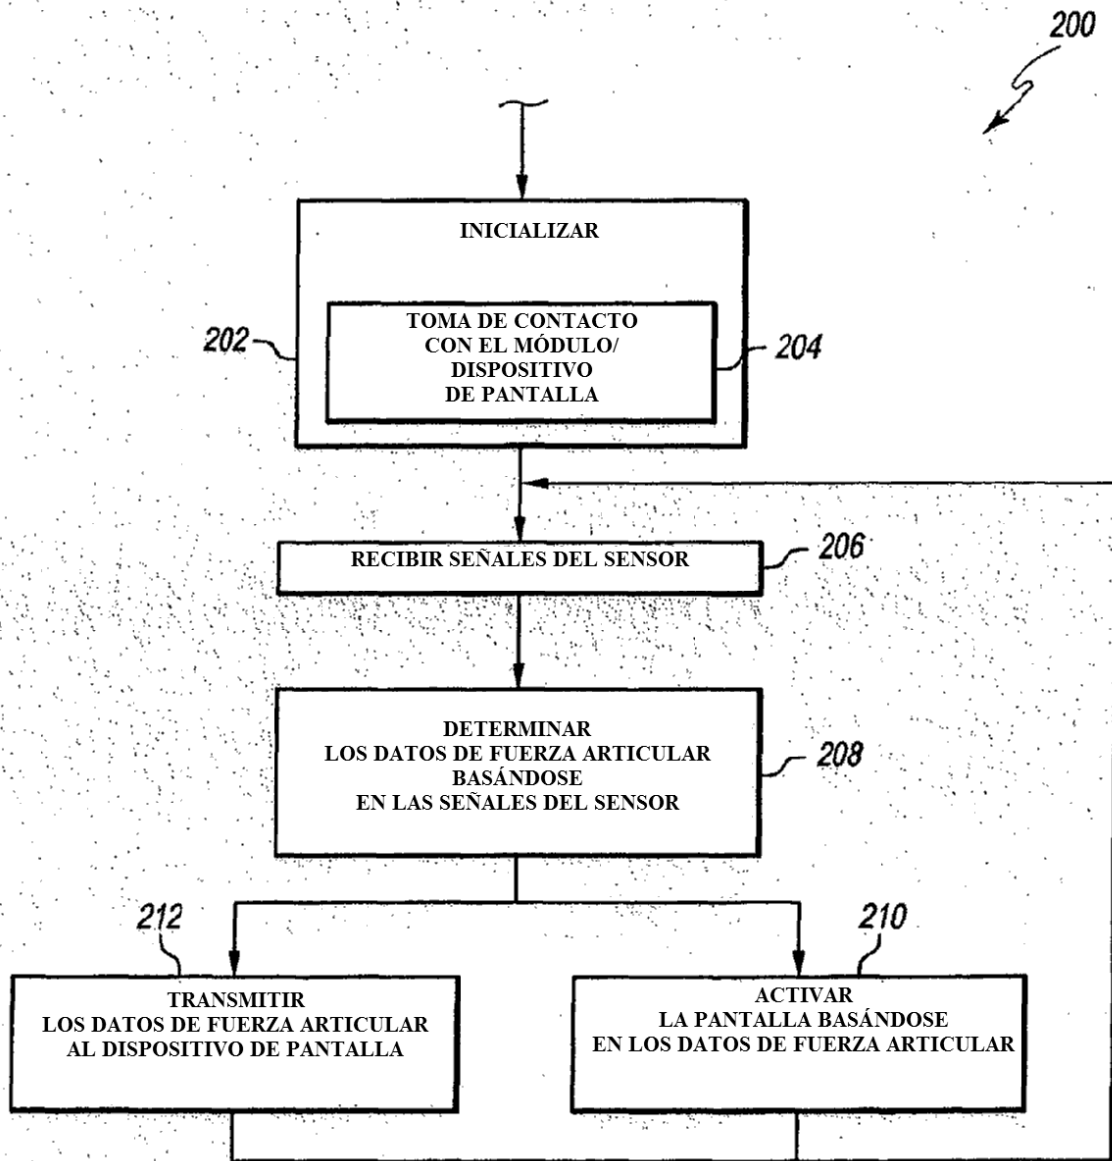 200
INICIALIZAR
TOMA DE CONTACTO
CON EL MÓDULO/
DISPOSITIVO
DE PANTALLA
202
204
RECIBIR SEÑALES DEL SENSOR
206
DETERMINAR
LOS DATOS DE FUERZA ARTICULAR
BASÁNDOSE
EN LAS SEÑALES DEL SENSOR
208
212
210
TRANSMITIR
LOS DATOS DE FUERZA ARTICULAR
AL DISPOSITIVO DE PANTALLA
ACTIVAR
LA PANTALLA BASÁNDOSE
EN LOS DATOS DE FUERZA ARTICULAR